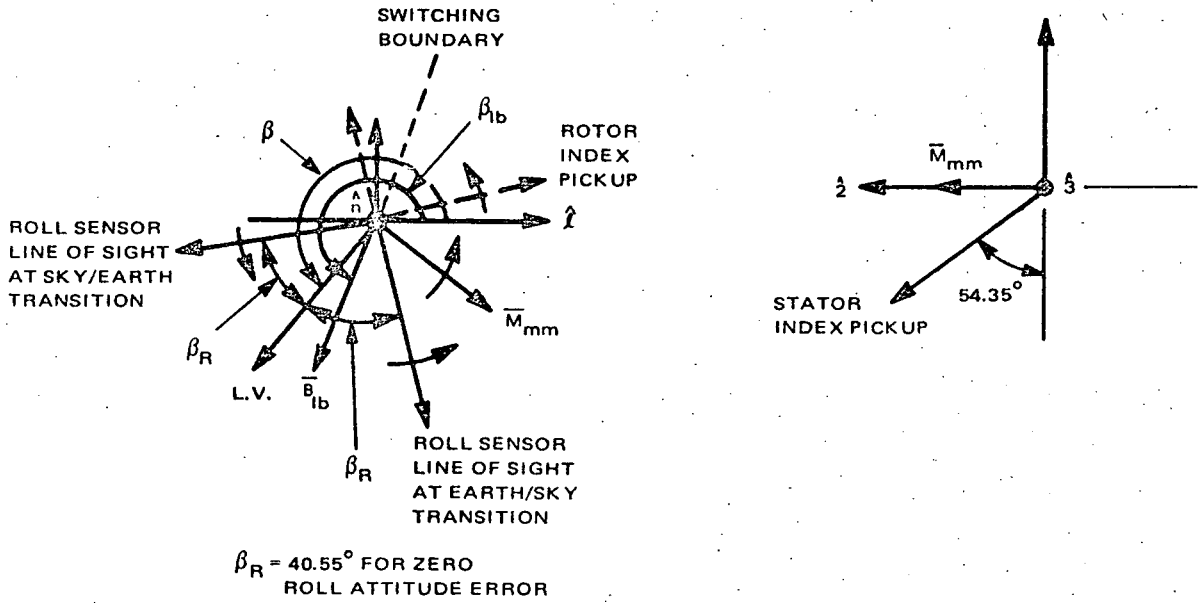 SWITCHING
BOUNDARY
β
β_lb
n̂
ROTOR
INDEX
PICKUP
l̂
ROLL SENSOR
LINE OF SIGHT
AT SKY/EARTH
TRANSITION
β_R
L.V.
B̅_lb
β_R
M̅_mm
ROLL SENSOR
LINE OF SIGHT
AT EARTH/SKY
TRANSITION
β_R = 40.55° FOR ZERO
ROLL ATTITUDE ERROR
M̅_mm
2̂
3̂
54.35°
STATOR
INDEX PICKUP